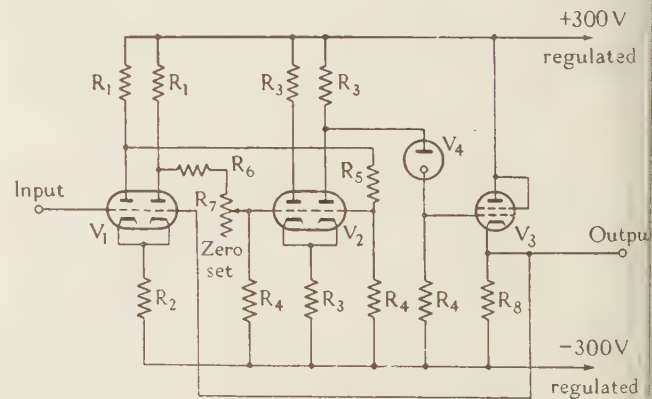 +300 V
regulated
R1
R1
R3
R3
R6
R5
V4
Input
R7
V1
V2
V3
Zero
set
Outpu
R2
R4
R3
R4
R4
R8
−300 V
regulated